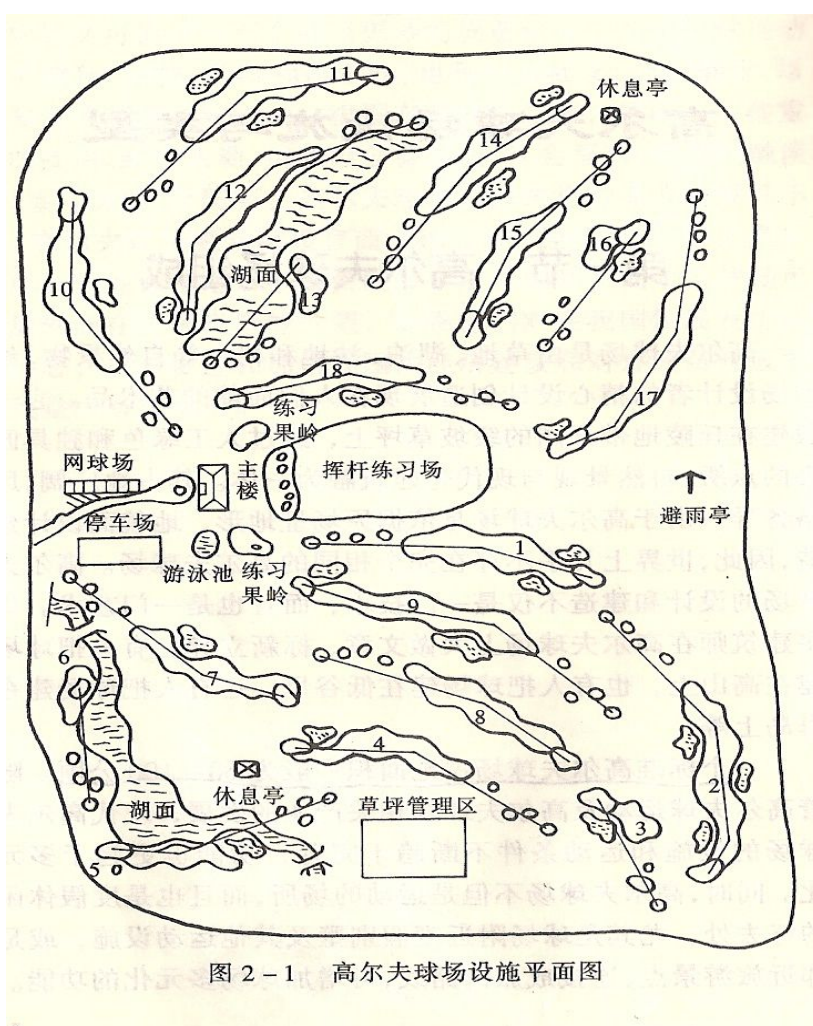 11
休息亭
14
12
15
16
10
湖面
13
17
18
练习
果岭
网球场
主楼
挥杆练习场
停车场
避雨亭
游泳池
练习
果岭
1
9
6
7
8
4
2
休息亭
湖面
草坪管理区
3
5
图 2-1 高尔夫球场设施平面图